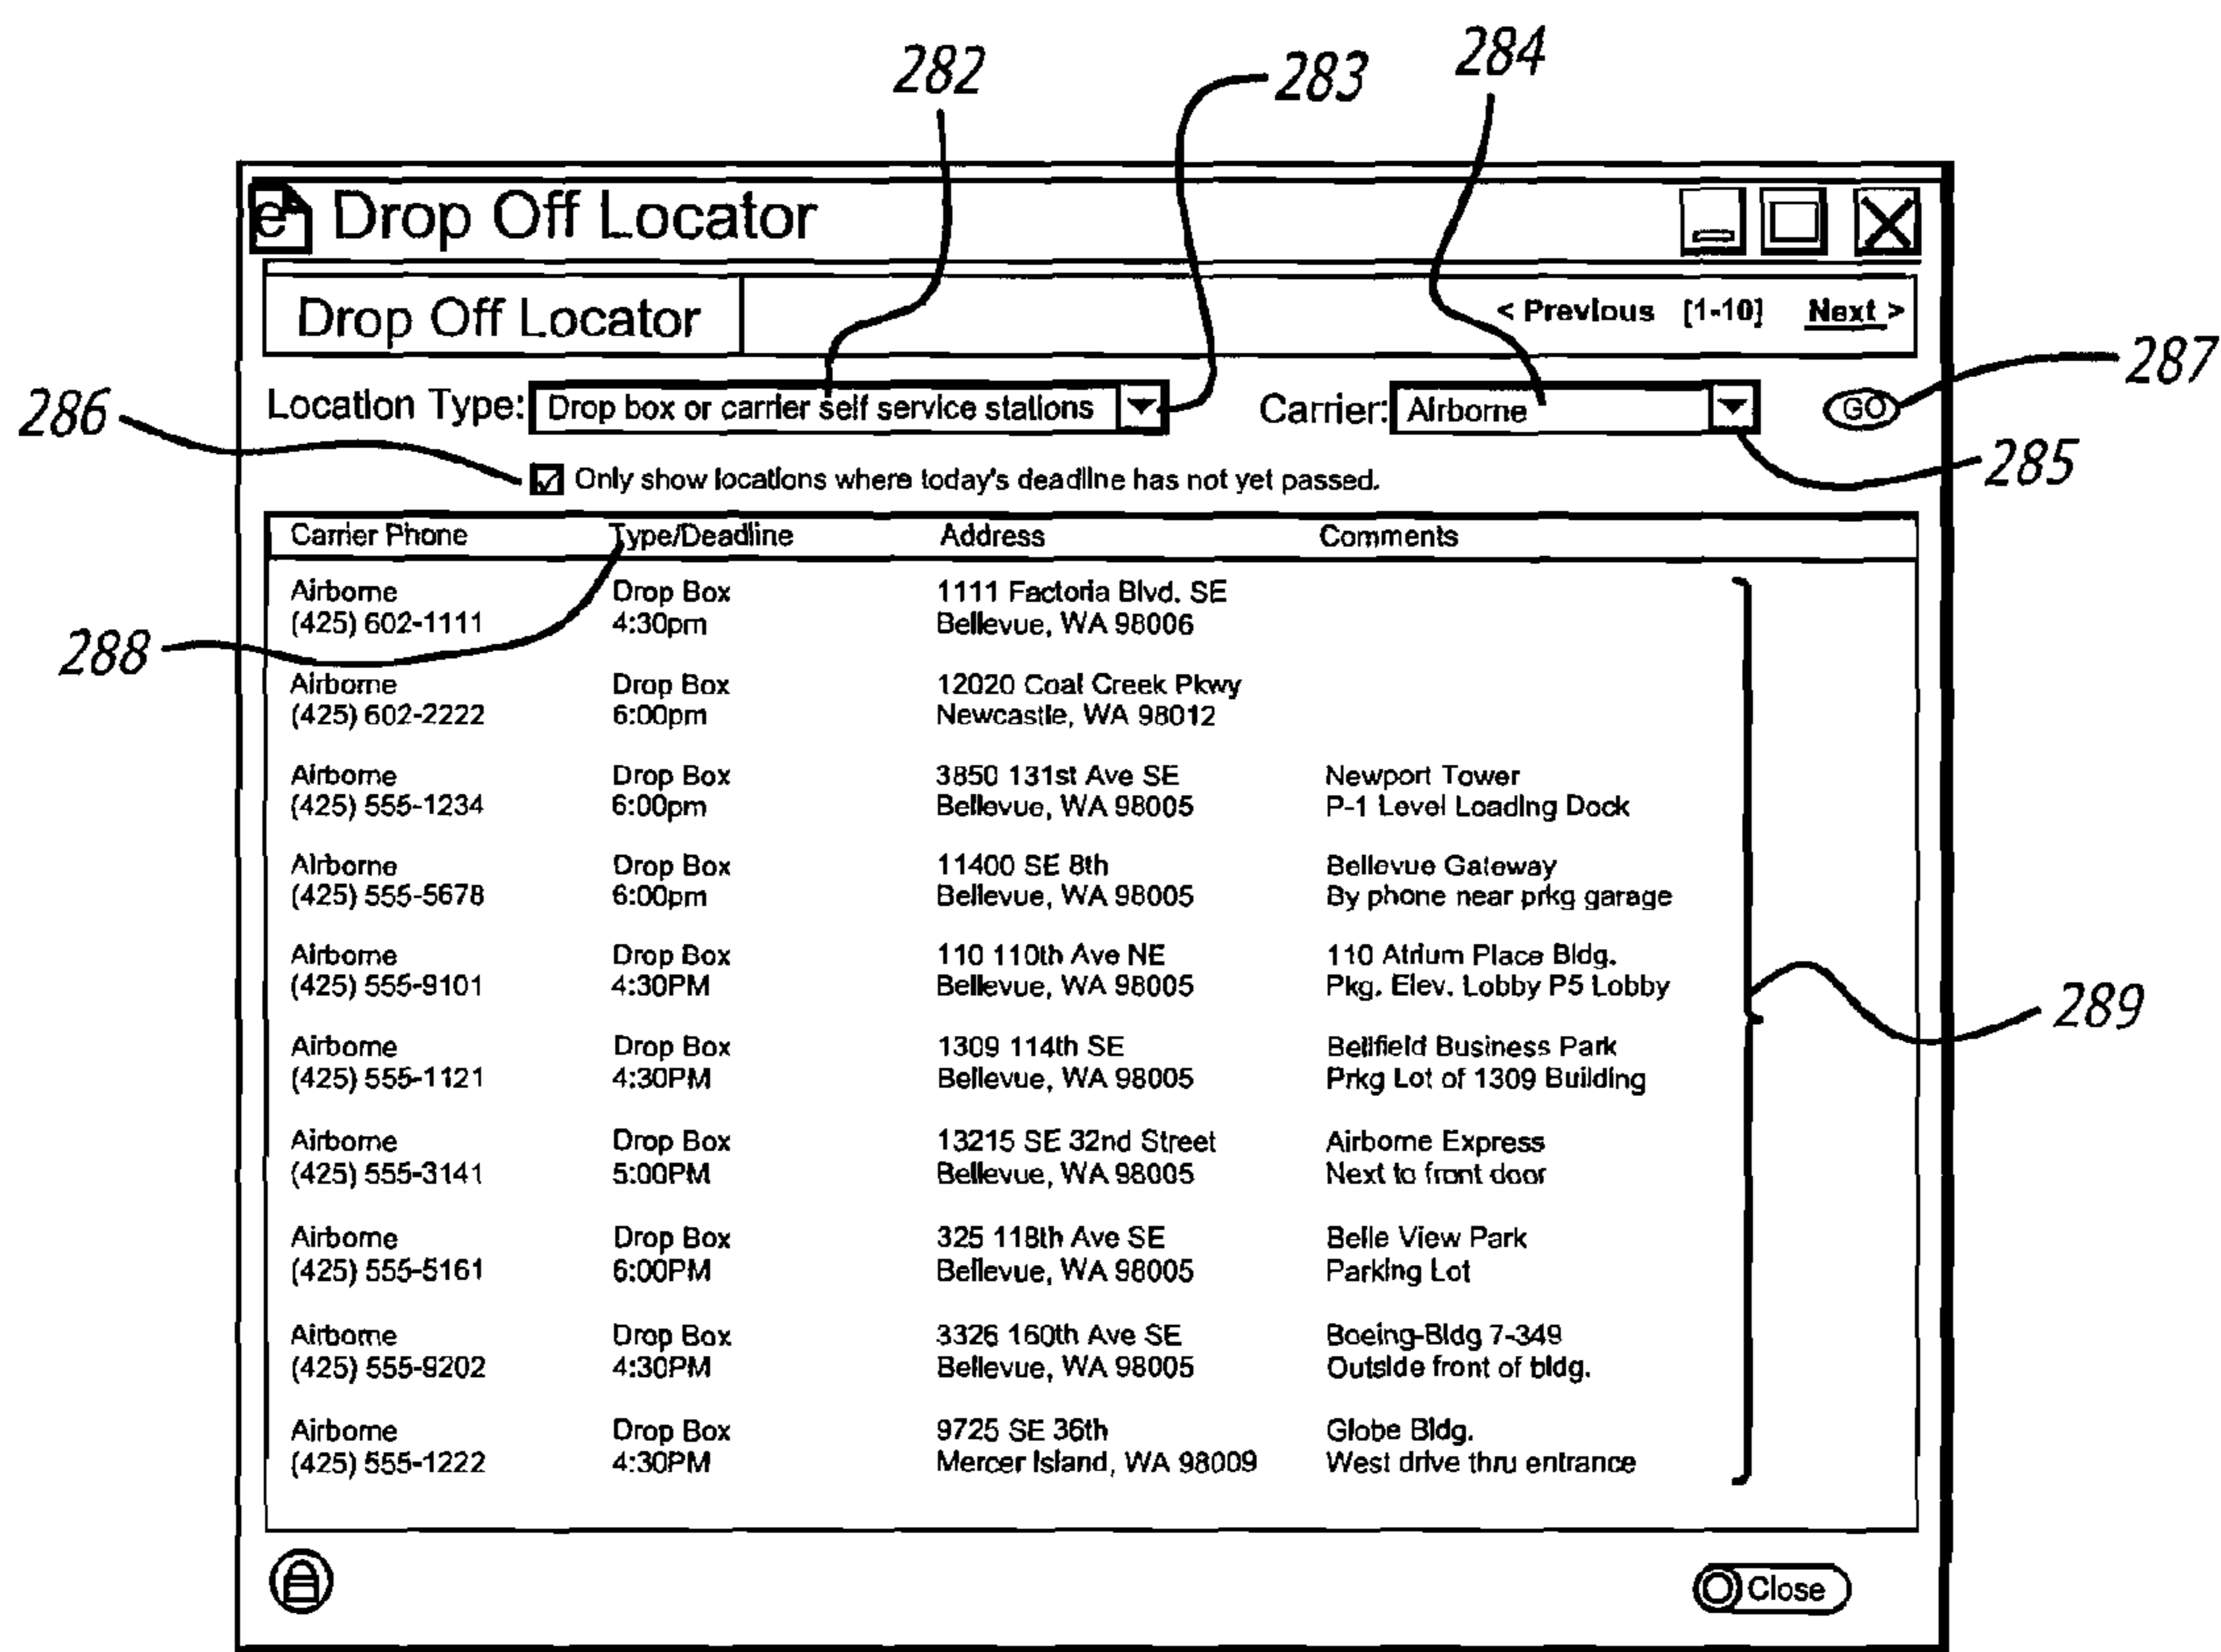 282
283
284
e Drop Off Locator
Drop Off Locator < Previous [1-10] Next >
287
286
Location Type: Drop box or carrier self service stations Carrier: Airborne GO
285
Only show locations where today's deadline has not yet passed.
Carrier Phone Type/Deadline Address Comments
Airborne Drop Box 1111 Factoria Blvd. SE
(425) 602-1111 4:30pm Bellevue, WA 98006
288
Airborne Drop Box 12020 Coal Creek Pkwy
(425) 602-2222 6:00pm Newcastle, WA 98012
Airborne Drop Box 3850 131st Ave SE Newport Tower
(425) 555-1234 6:00pm Bellevue, WA 98005 P-1 Level Loading Dock
Airborne Drop Box 11400 SE 8th Bellevue Gateway
(425) 555-5678 6:00pm Bellevue, WA 98005 By phone near prkg garage
Airborne Drop Box 110 110th Ave NE 110 Atrium Place Bldg.
(425) 555-9101 4:30PM Bellevue, WA 98005 Pkg. Elev. Lobby P5 Lobby
289
Airborne Drop Box 1309 114th SE Bellfield Business Park
(425) 555-1121 4:30PM Bellevue, WA 98005 Prkg Lot of 1309 Building
Airborne Drop Box 13215 SE 32nd Street Airborne Express
(425) 555-3141 5:00PM Bellevue, WA 98005 Next to front door
Airborne Drop Box 325 118th Ave SE Belle View Park
(425) 555-5161 6:00PM Bellevue, WA 98005 Parking Lot
Airborne Drop Box 3326 160th Ave SE Boeing-Bldg 7-349
(425) 555-9202 4:30PM Bellevue, WA 98005 Outside front of bldg.
Airborne Drop Box 9725 SE 36th Globe Bldg.
(425) 555-1222 4:30PM Mercer Island, WA 98009 West drive thru entrance
Close